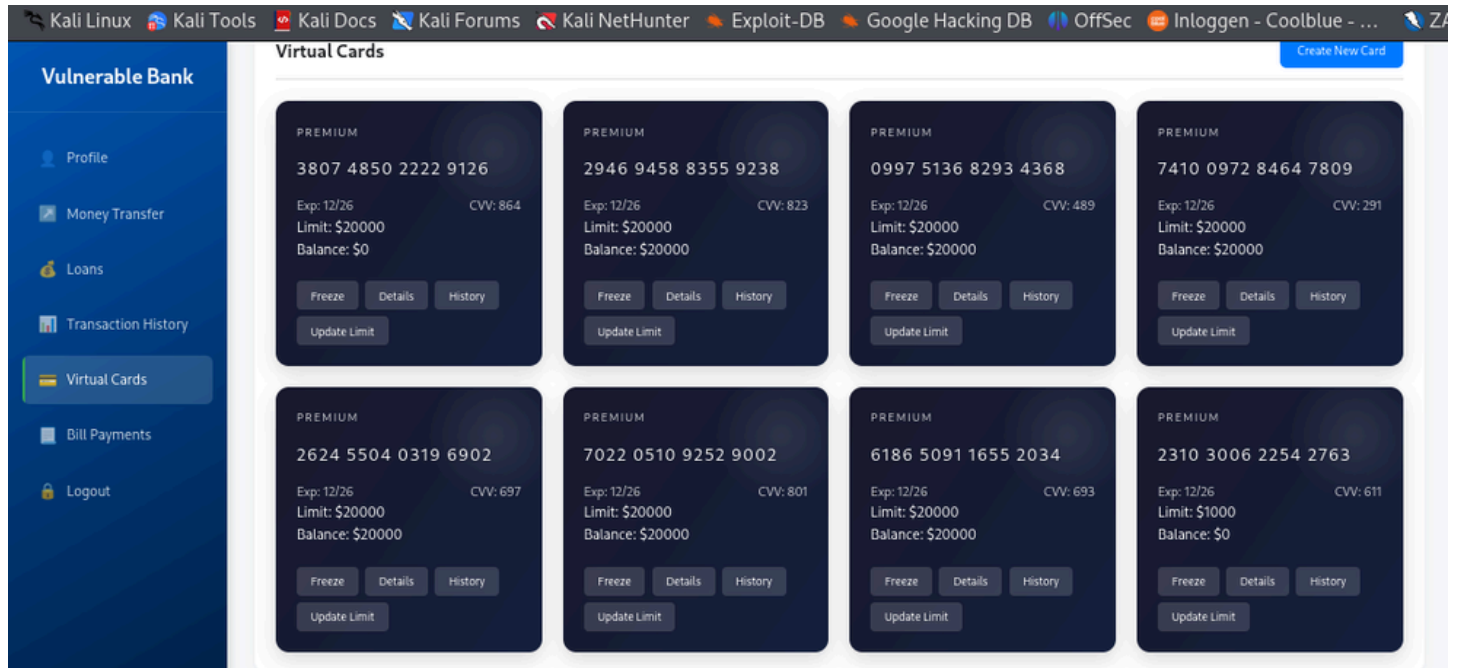 Kali Linux Kali Tools Kali Docs Kali Forums Kali NetHunter Exploit-DB Google Hacking DB OffSec Inloggen - Coolblue - ... ZA
Vulnerable Bank
Profile
Money Transfer
Loans
Transaction History
Virtual Cards
Bill Payments
Logout
Virtual Cards Create New Card
PREMIUM
3807 4850 2222 9126
Exp: 12/26 CVV: 864
Limit: $20000
Balance: $0
Freeze Details History
Update Limit
PREMIUM
2946 9458 8355 9238
Exp: 12/26 CVV: 823
Limit: $20000
Balance: $20000
Freeze Details History
Update Limit
PREMIUM
0997 5136 8293 4368
Exp: 12/26 CVV: 489
Limit: $20000
Balance: $20000
Freeze Details History
Update Limit
PREMIUM
7410 0972 8464 7809
Exp: 12/26 CVV: 291
Limit: $20000
Balance: $20000
Freeze Details History
Update Limit
PREMIUM
2624 5504 0319 6902
Exp: 12/26 CVV: 697
Limit: $20000
Balance: $20000
Freeze Details History
Update Limit
PREMIUM
7022 0510 9252 9002
Exp: 12/26 CVV: 801
Limit: $20000
Balance: $20000
Freeze Details History
Update Limit
PREMIUM
6186 5091 1655 2034
Exp: 12/26 CVV: 693
Limit: $20000
Balance: $20000
Freeze Details History
Update Limit
PREMIUM
2310 3006 2254 2763
Exp: 12/26 CVV: 611
Limit: $1000
Balance: $0
Freeze Details History
Update Limit